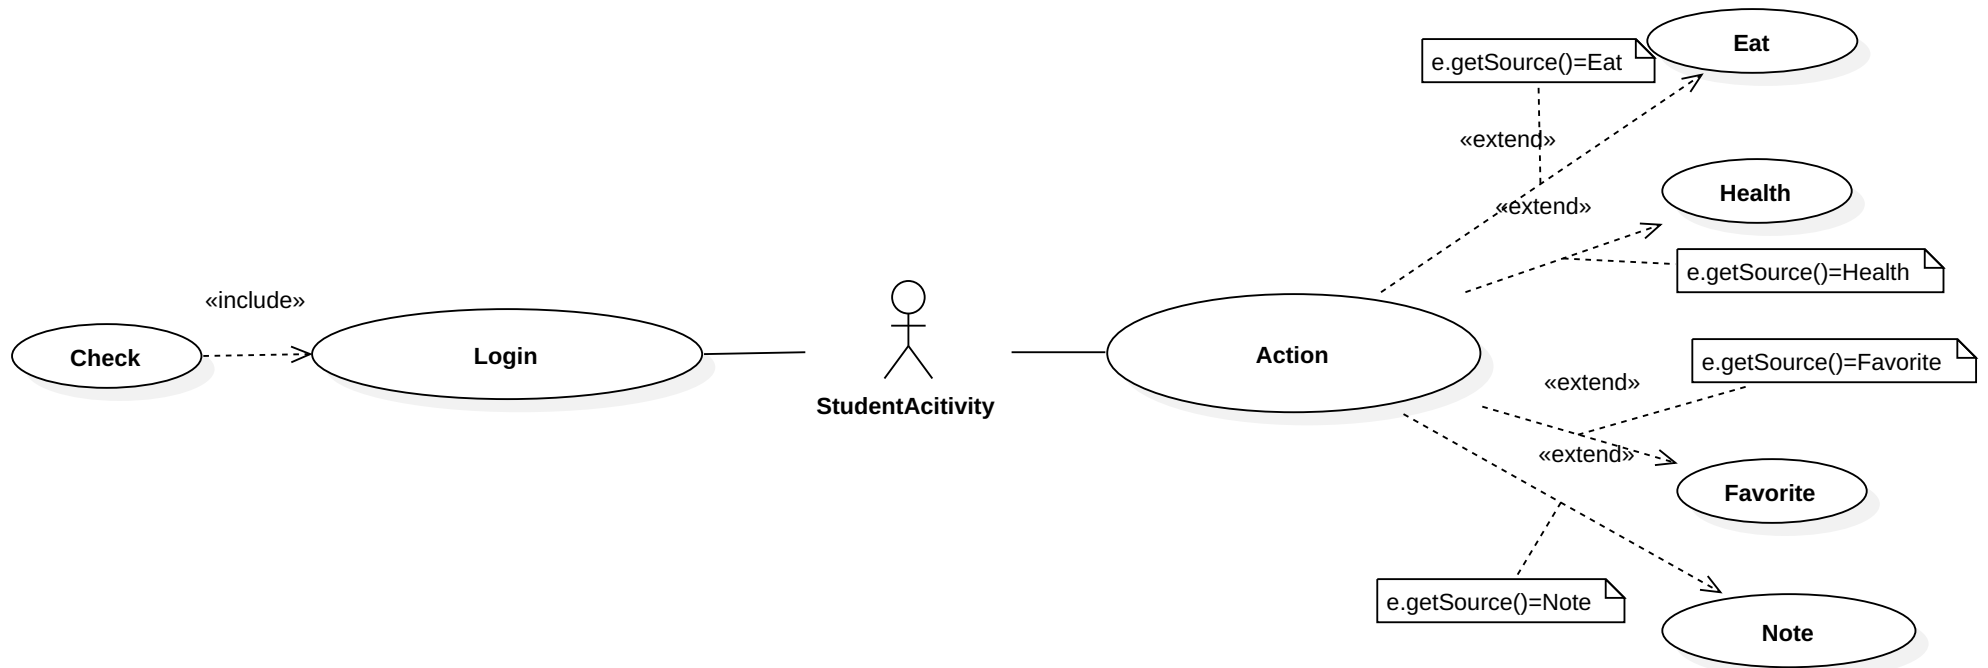 Eat
e.getSource()=Eat
«extend»
Health
«extend»
e.getSource()=Health
«include»
Check
Login
StudentAcitivity
Action
e.getSource()=Favorite
«extend»
«extend»
Favorite
e.getSource()=Note
Note